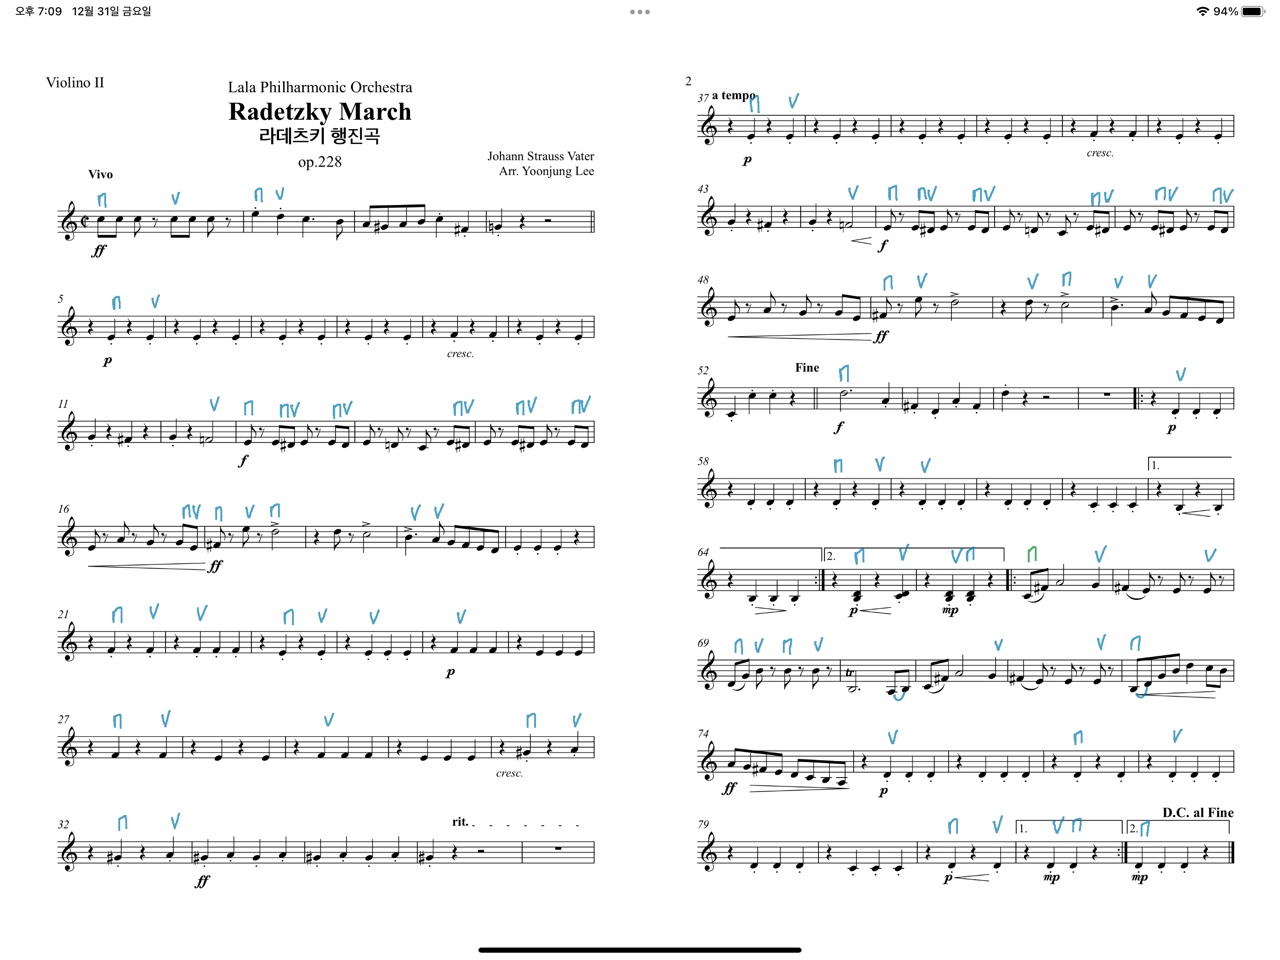 오후 7:09 12월 31일 금요일
94%
Violino II
Lala Philharmonic Orchestra
Radetzky March
라데츠키 행진곡
op.228
Johann Strauss Vater
Arr. Yoonjung Lee
Vivo
ff
5
p
cresc.
11
f
16
ff
21
p
27
cresc.
32
rit.
ff
2
37 a tempo
p
cresc.
43
f
48
ff
52
Fine
f
p
58
1.
64
2.
p
mp
69
tr
74
ff
p
D.C. al Fine
79
1.
2.
p
mp
mp